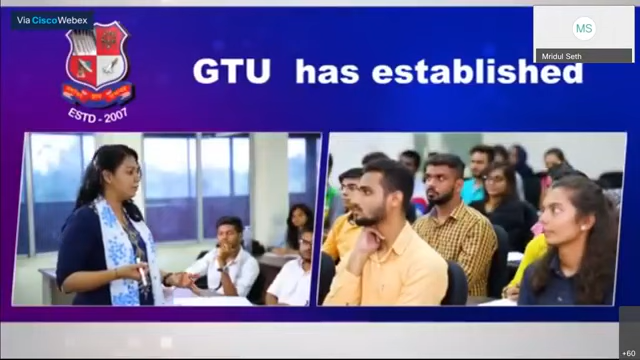 Via CiscoWebex
MS
Mridul Seth
GTU has established
ESTD - 2007
+60